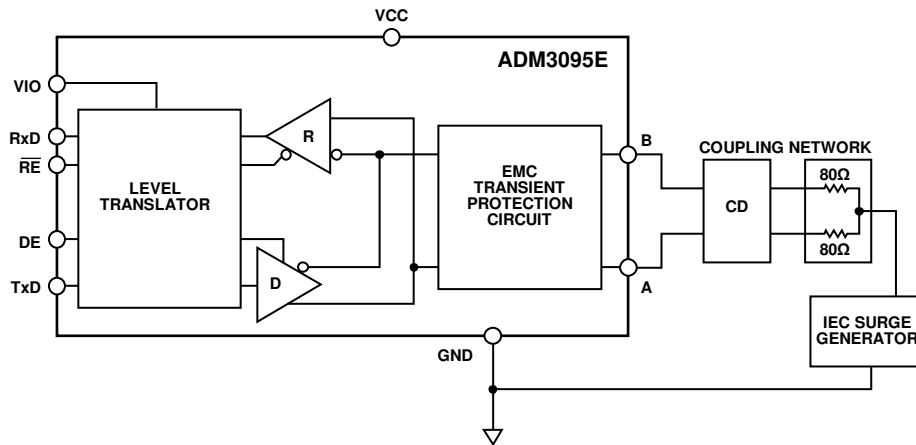 VCC
ADM3095E
VIO
RxD
RE
DE
TxD
LEVEL
TRANSLATOR
R
D
EMC
TRANSIENT
PROTECTION
CIRCUIT
B
A
GND
COUPLING NETWORK
CD
80Ω
80Ω
IEC SURGE
GENERATOR